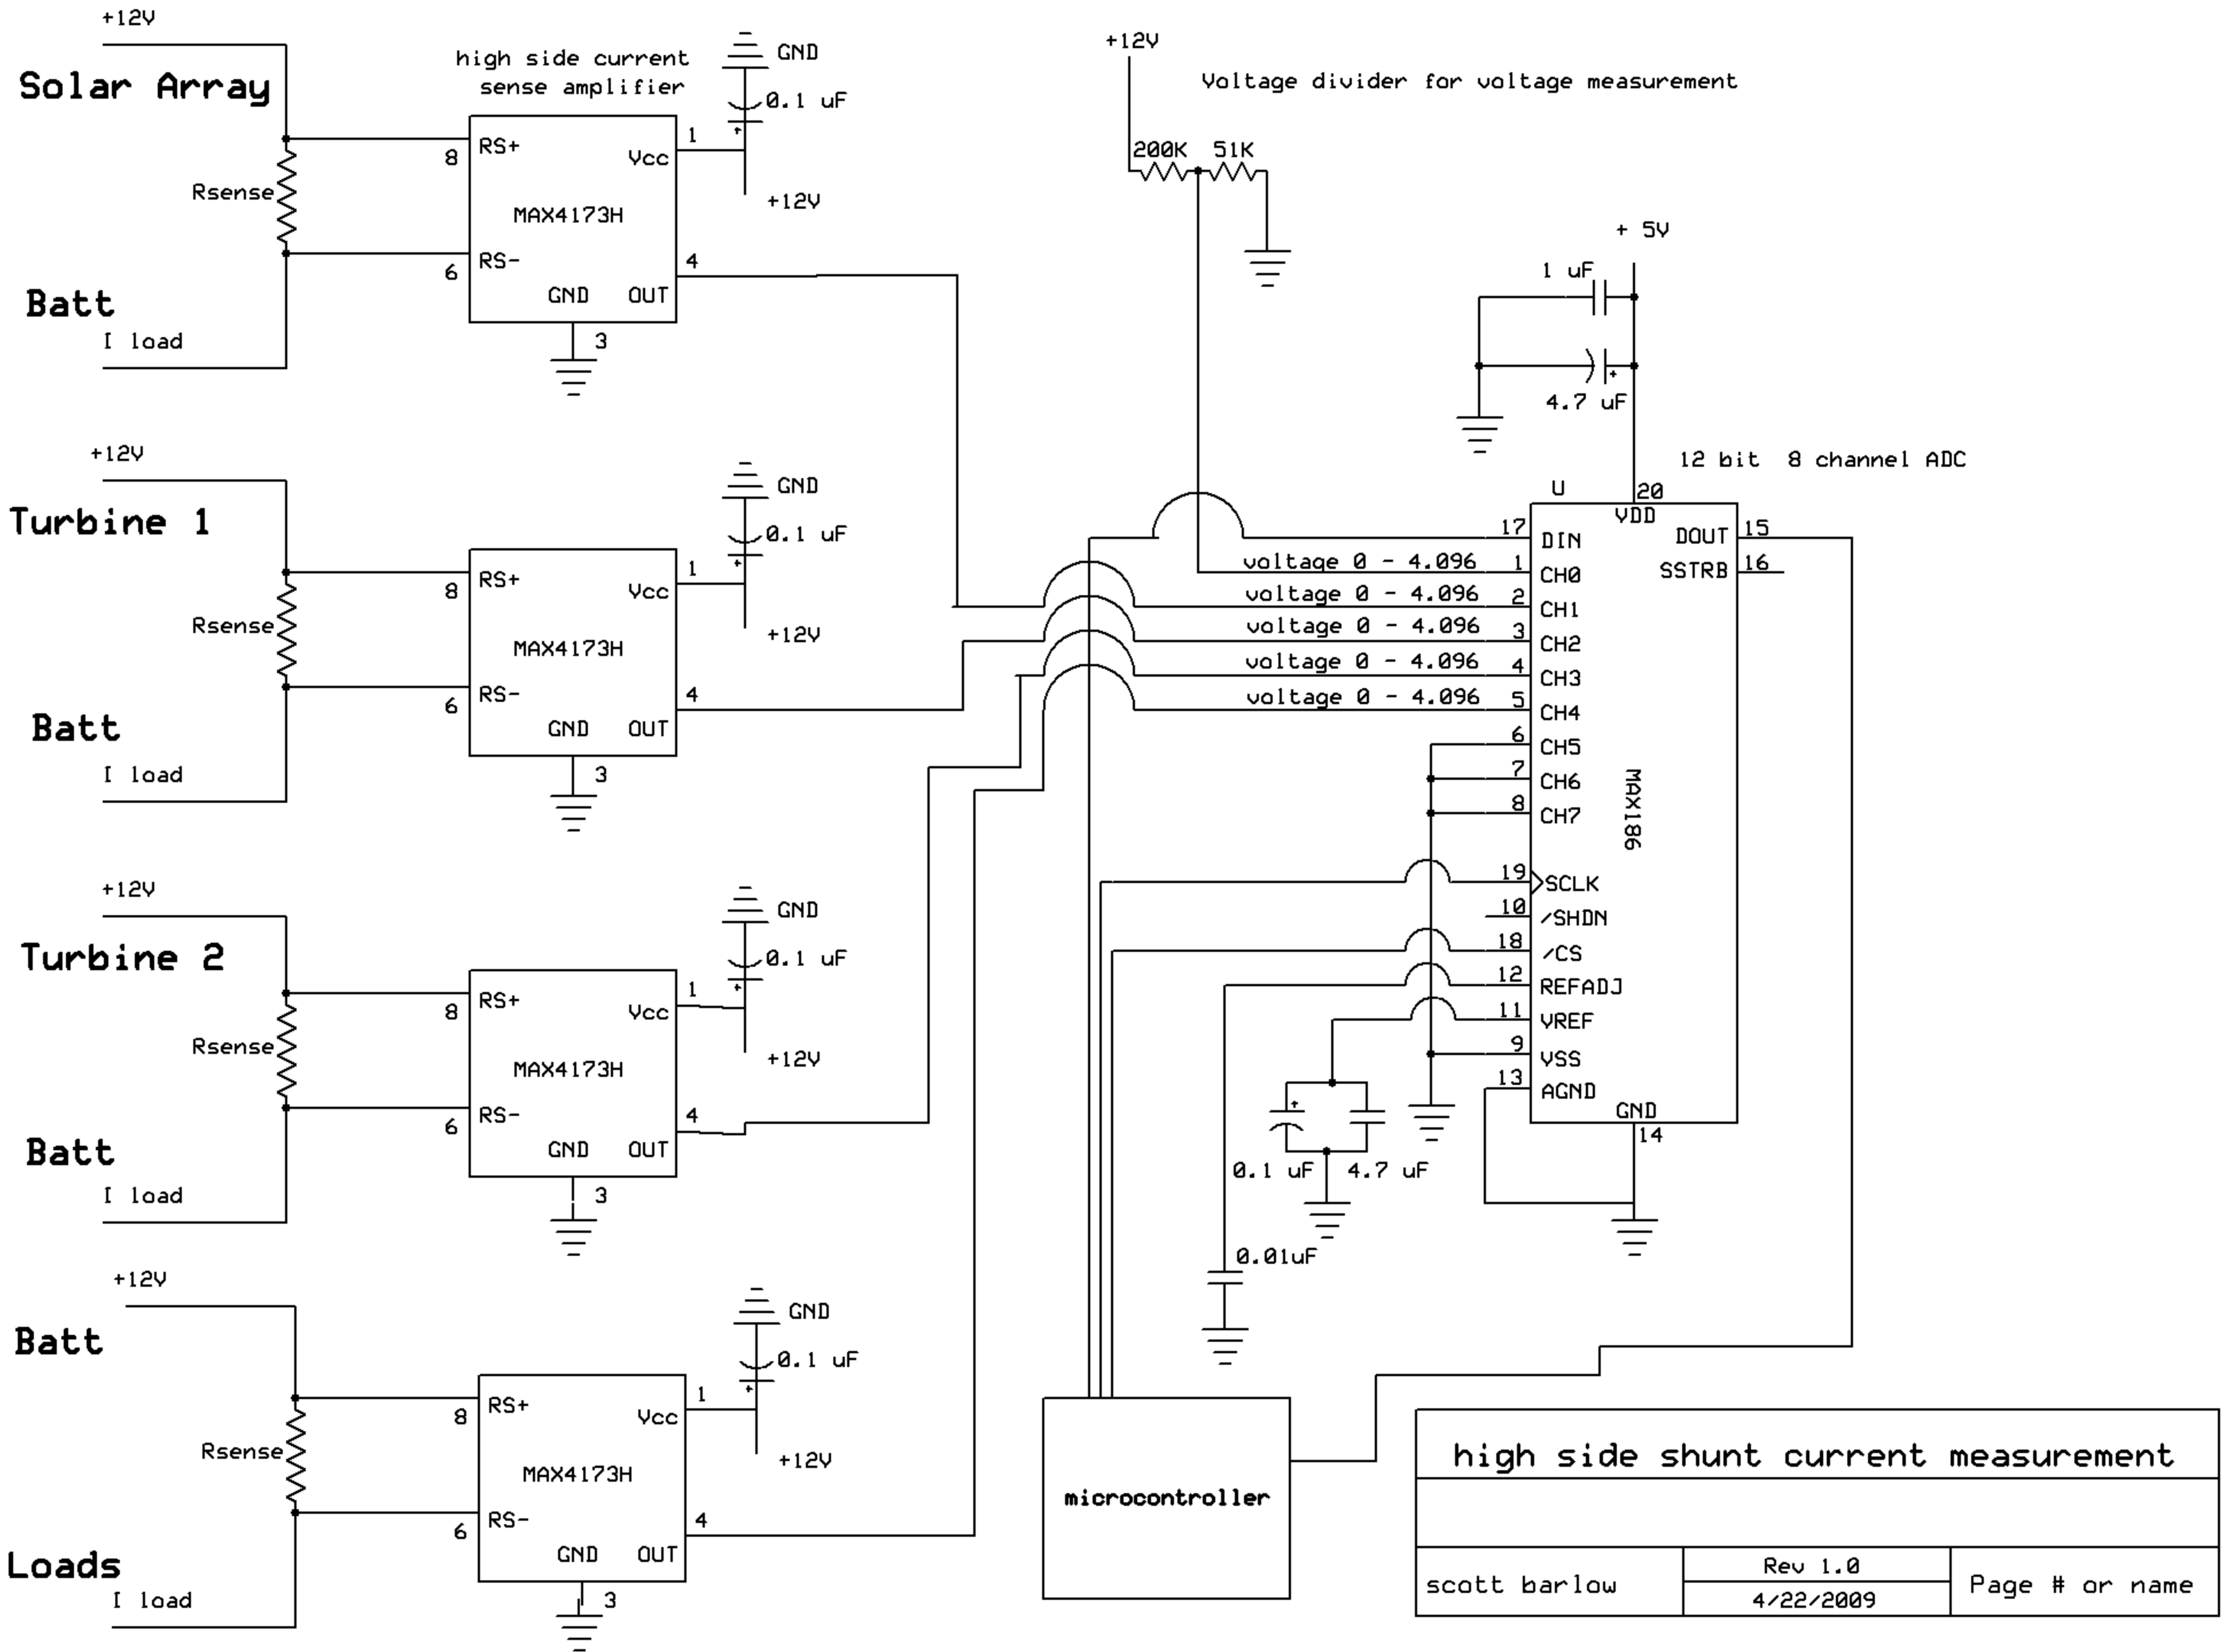 +12V
Solar Array
high side current
sense amplifier
GND
0.1 uF
8
RS+
1
Vcc
Rsense
MAX4173H
+12V
6
RS-
4
GND
OUT
3
Batt
I load
+12V
Turbine 1
GND
0.1 uF
8
RS+
1
Vcc
Rsense
MAX4173H
+12V
6
RS-
4
GND
OUT
3
Batt
I load
+12V
Turbine 2
GND
0.1 uF
8
RS+
1
Vcc
Rsense
MAX4173H
+12V
6
RS-
4
GND
OUT
3
Batt
I load
+12V
Batt
GND
0.1 uF
8
RS+
1
Vcc
Rsense
MAX4173H
+12V
6
RS-
4
GND
OUT
3
Loads
I load
+12V
Voltage divider for voltage measurement
200K
51K
+ 5V
1 uF
4.7 uF
12 bit 8 channel ADC
U
20
VDD
17
DIN
DOUT
15
voltage 0 - 4.096
1
CH0
SSTRB
16
voltage 0 - 4.096
2
CH1
voltage 0 - 4.096
3
CH2
voltage 0 - 4.096
4
CH3
voltage 0 - 4.096
5
CH4
6
CH5
7
CH6
8
CH7
MAX186
19
SCLK
10
/SHDN
18
/CS
12
REFADJ
11
VREF
9
VSS
13
AGND
GND
14
0.1 uF
4.7 uF
0.01uF
microcontroller
high side shunt current measurement
scott barlow
Rev 1.0
4/22/2009
Page # or name